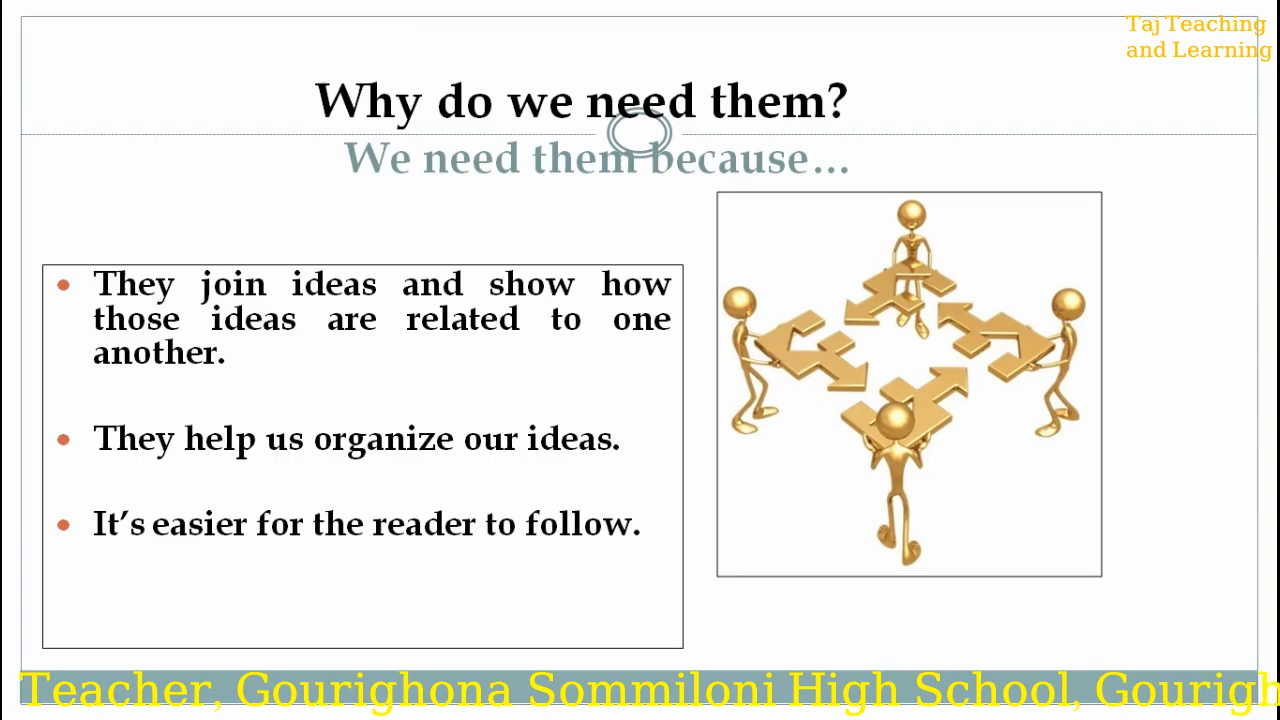 Taj Teaching
and Learning
Why do we need them?
We need them because…
They join ideas and show how
those ideas are related to one
another.
They help us organize our ideas.
It’s easier for the reader to follow.
Teacher, Gourighona Sommiloni High School,